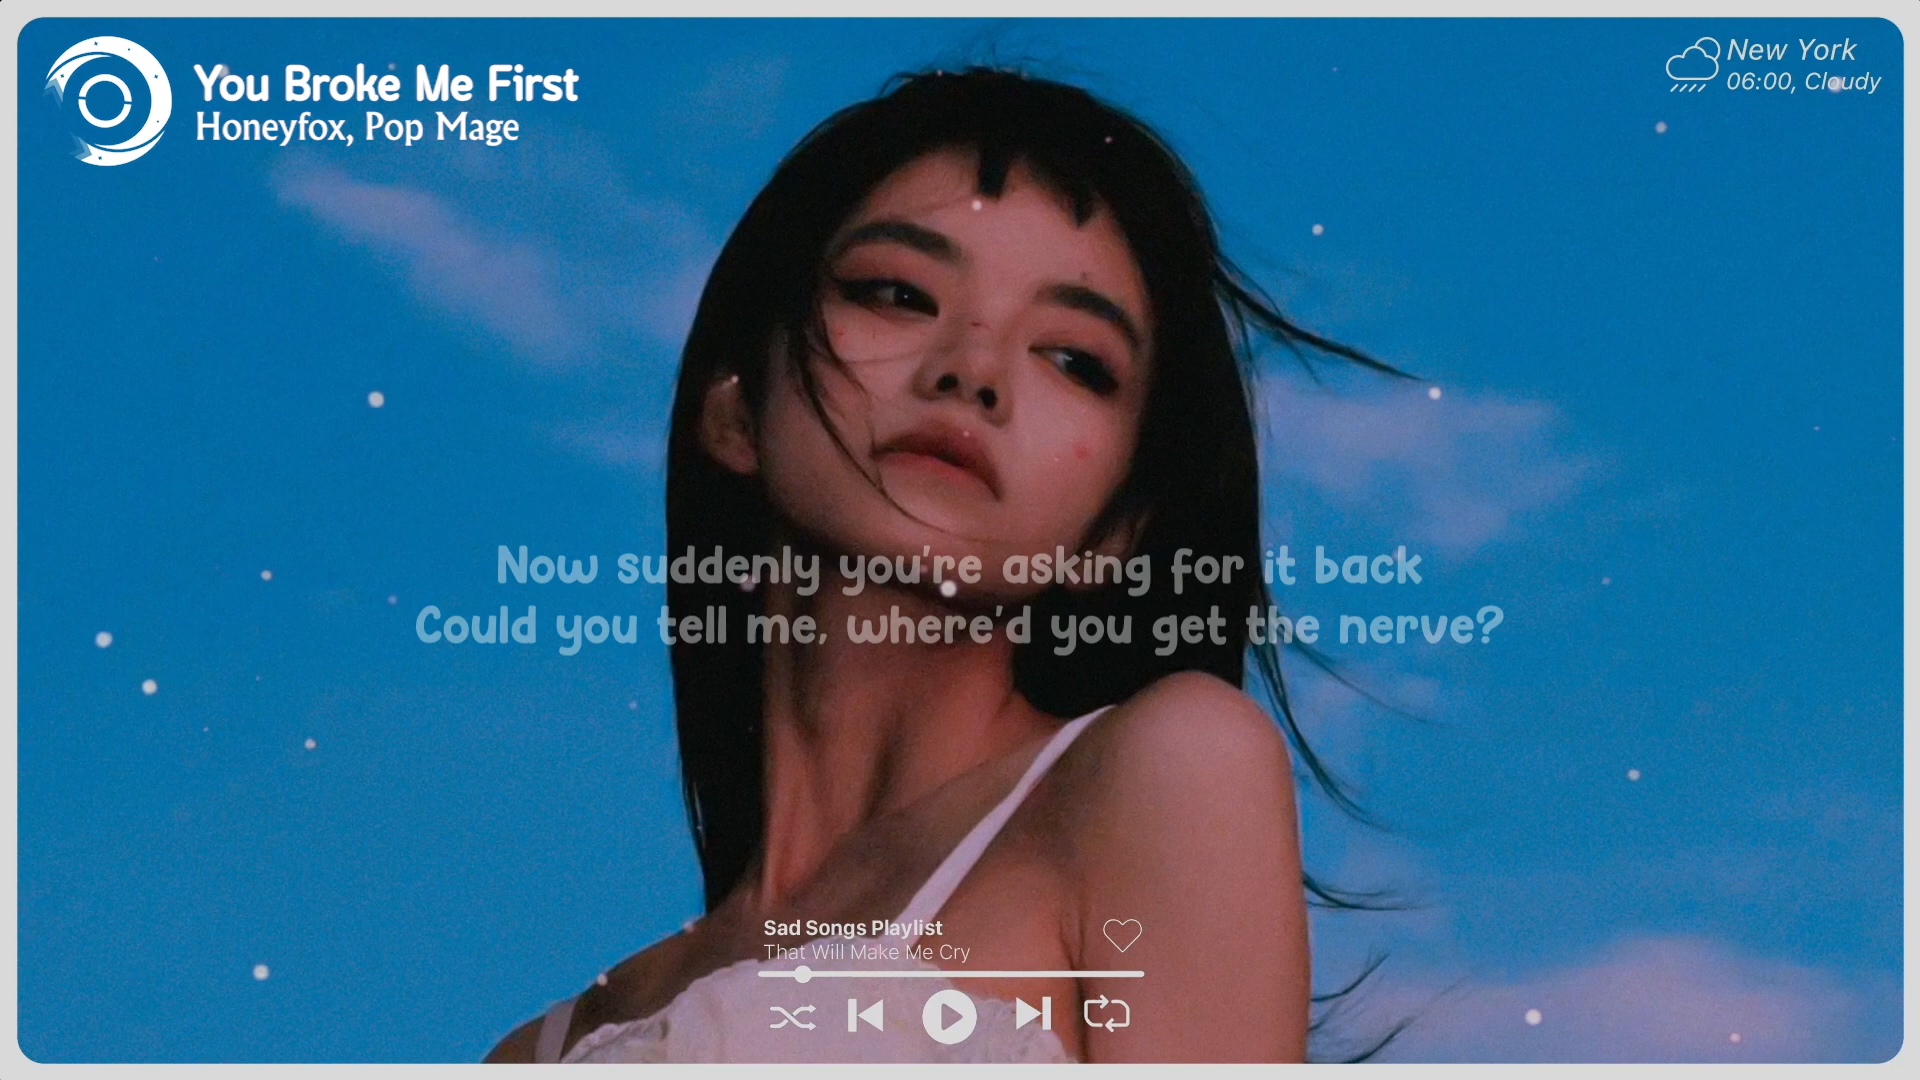 You Broke Me First
Honeyfox, Pop Mage
New York
06:00, Cloudy
Now suddenly you're asking for it back
Could you tell me, where'd you get the nerve?
Sad Songs Playlist
That Will Make Me Cry